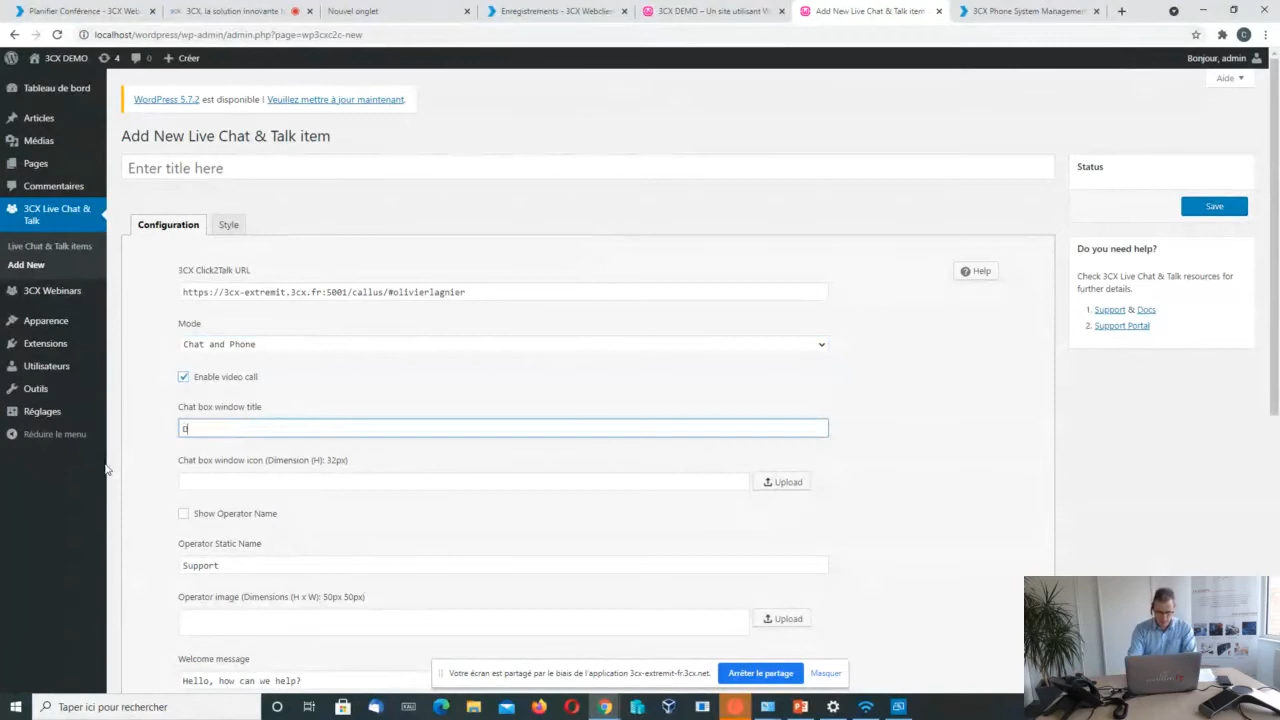 Planifier Conférence - 3CX Web
3CX, la solution innovante t
Nouvel onglet
Enregistrements - 3CX Webclien
3CX DEMO – Un site utilisant W
Add New Live Chat & Talk item
3CX Phone System Managemen
localhost/wordpress/wp-admin/admin.php?page=wp3cxc2c-new
3CX DEMO
4
0
Créer
Bonjour, admin
Aide
Tableau de bord
Articles
Médias
Pages
Commentaires
3CX Live Chat & Talk
Live Chat & Talk items
Add New
3CX Webinars
Apparence
Extensions
Utilisateurs
Outils
Réglages
Réduire le menu
WordPress 5.7.2 est disponible ! Veuillez mettre à jour maintenant.
Add New Live Chat & Talk item
Enter title here
Configuration
Style
3CX Click2Talk URL
Help
https://3cx-extremit.3cx.fr:5001/callus/#olivierlagnier
Mode
Chat and Phone
Enable video call
Chat box window title
D
Chat box window icon (Dimension (H): 32px)
Upload
Show Operator Name
Operator Static Name
Support
Operator image (Dimensions (H x W): 50px 50px)
Upload
Welcome message
Hello, how can we help?
Status
Save
Do you need help?
Check 3CX Live Chat & Talk resources for
further details.
1. Support & Docs
2. Support Portal
Votre écran est partagé par le biais de l'application 3cx-extremit-fr.3cx.net.
Arrêter le partage
Masquer
Taper ici pour rechercher